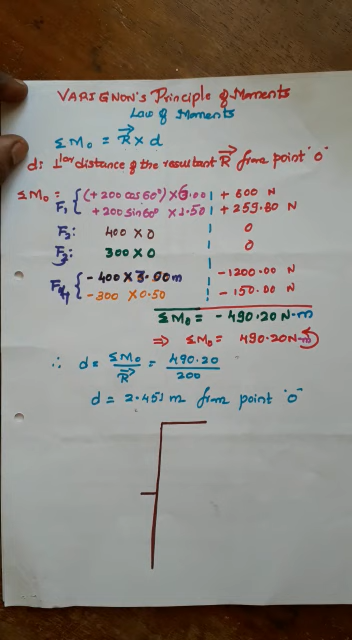 VARIGNON'S Principle of Moments
Law of Moments
ΣM₀ = R⃗ x d
d: ⊥lar distance of the resultant R⃗ from point "O"
ΣM₀ =
F₁ { (+200 cos 60°) x 3.00 | + 600 N
+200 sin 60° x 1.50 | + 259.80 N
F₂: 400 x 0 | 0
F₃: 300 x 0 | 0
F₄ { - 400 x 3.00m | - 1200.00 N
- 300 x 0.50 | - 150.00 N
ΣM₀ = - 490.20 N-m
⇒ ΣM₀ = 490.20 N-m
∴ d = ΣM₀ / R⃗ = 490.20 / 200
d = 2.451 m from point "O"